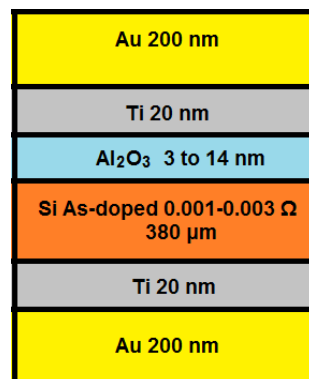 Au 200 nm
Ti 20 nm
Al₂O₃ 3 to 14 nm
Si As-doped 0.001-0.003 Ω
380 µm
Ti 20 nm
Au 200 nm